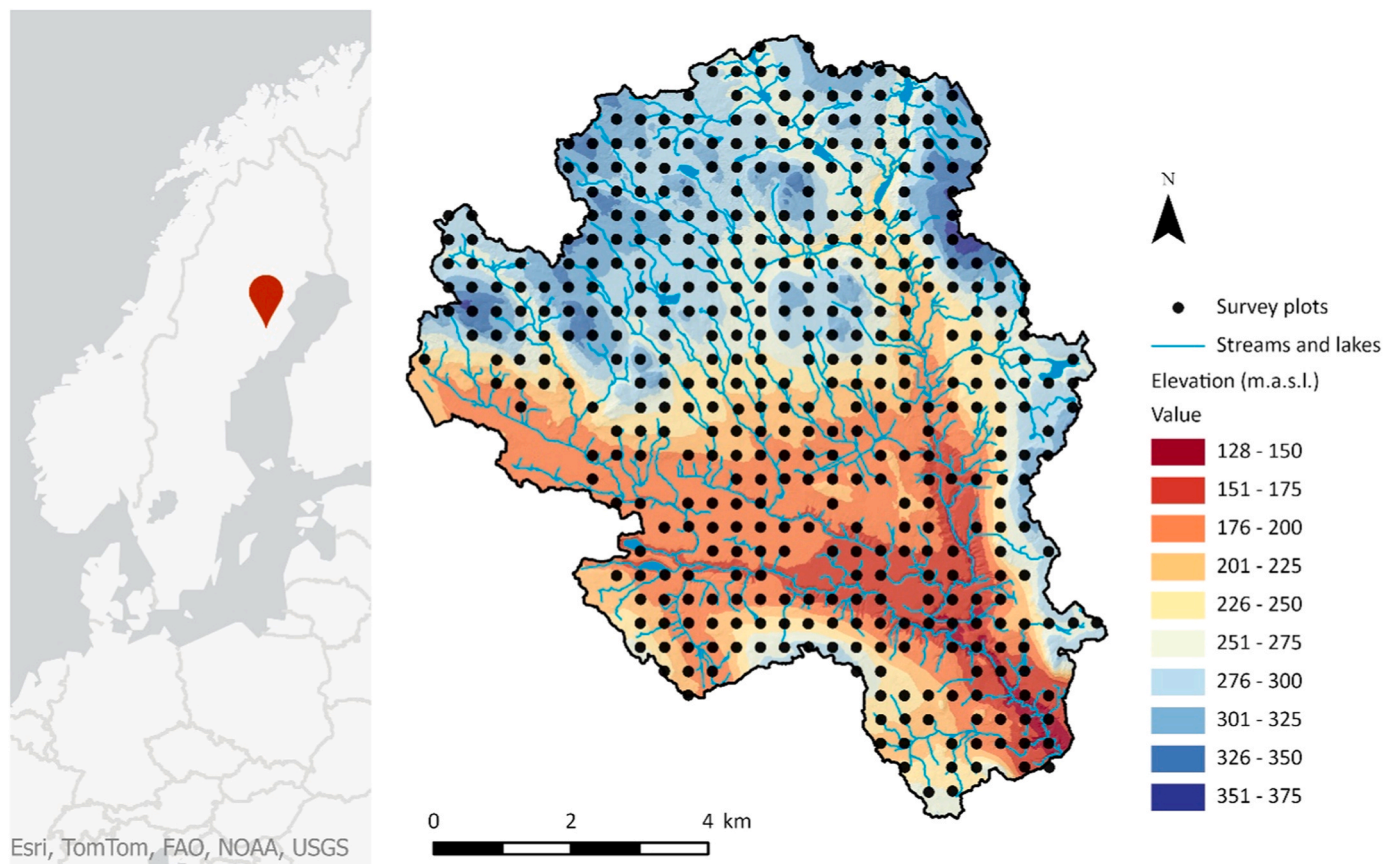 N
Survey plots
Streams and lakes
Elevation (m.a.s.l.)
Value
128 - 150
151 - 175
176 - 200
201 - 225
226 - 250
251 - 275
276 - 300
301 - 325
326 - 350
351 - 375
0 2 4 km
Esri, TomTom, FAO, NOAA, USGS